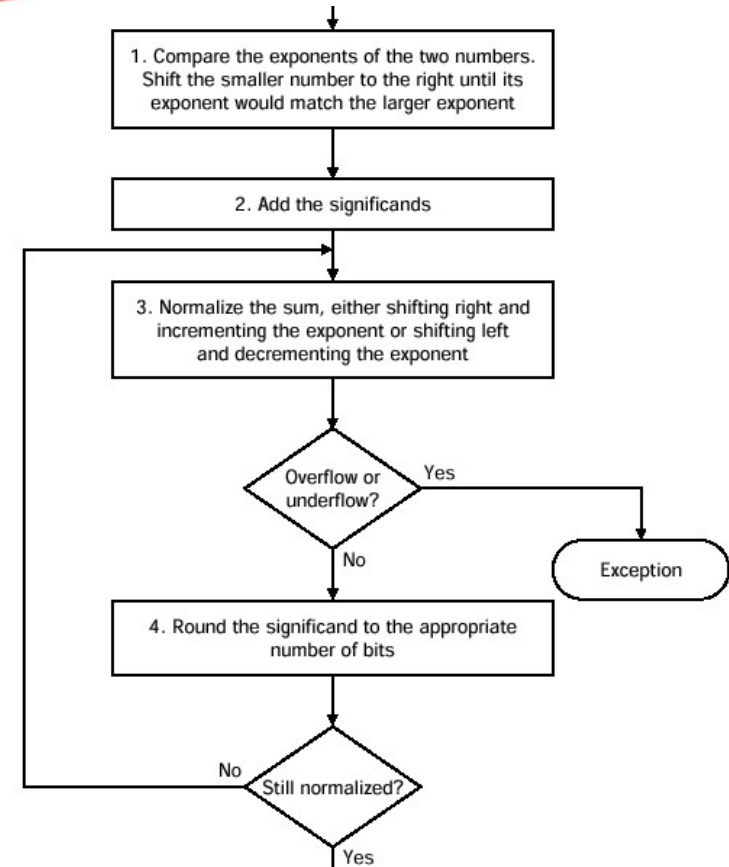 1. Compare the exponents of the two numbers.
Shift the smaller number to the right until its
exponent would match the larger exponent
2. Add the significands
3. Normalize the sum, either shifting right and
incrementing the exponent or shifting left
and decrementing the exponent
Overflow or
underflow?
Yes
No
Exception
4. Round the significand to the appropriate
number of bits
No
Still normalized?
Yes